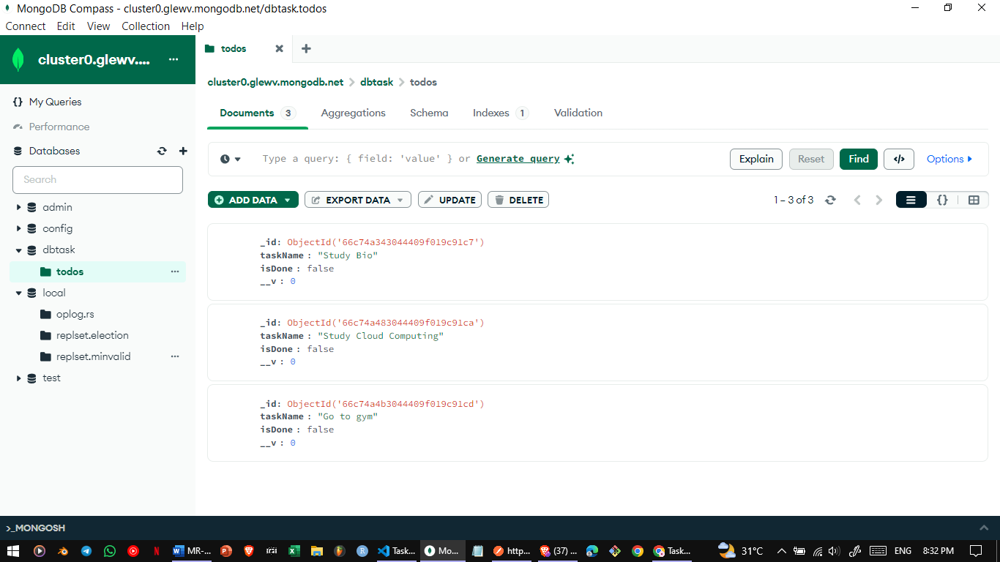 MongoDB Compass - cluster0.glewv.mongodb.net/dbtask.todos
Connect Edit View Collection Help
cluster0.glewv.... ···
{} My Queries
Performance
Databases
Search
admin
config
dbtask
todos ···
local
oplog.rs
replset.election
replset.minvalid ···
test
todos
cluster0.glewv.mongodb.net > dbtask > todos
Documents 3 Aggregations Schema Indexes 1 Validation
Type a query: { field: 'value' } or Generate query
Explain Reset Find </> Options
ADD DATA EXPORT DATA UPDATE DELETE 1 – 3 of 3 {}
_id: ObjectId('66c74a343044409f019c91c7')
taskName : "Study Bio"
isDone : false
__v : 0
_id: ObjectId('66c74a483044409f019c91ca')
taskName : "Study Cloud Computing"
isDone : false
__v : 0
_id: ObjectId('66c74a4b3044409f019c91cd')
taskName : "Go to gym"
isDone : false
__v : 0
>_MONGOSH
MR-... Task... Mo... http... (37) ... Task... 31°C ENG 8:32 PM